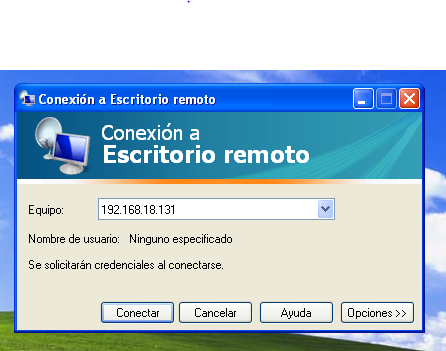 Conexión a Escritorio remoto
Conexión a
Escritorio remoto
Equipo: 192.168.18.131
Nombre de usuario: Ninguno especificado
Se solicitarán credenciales al conectarse.
Conectar Cancelar Ayuda Opciones >>